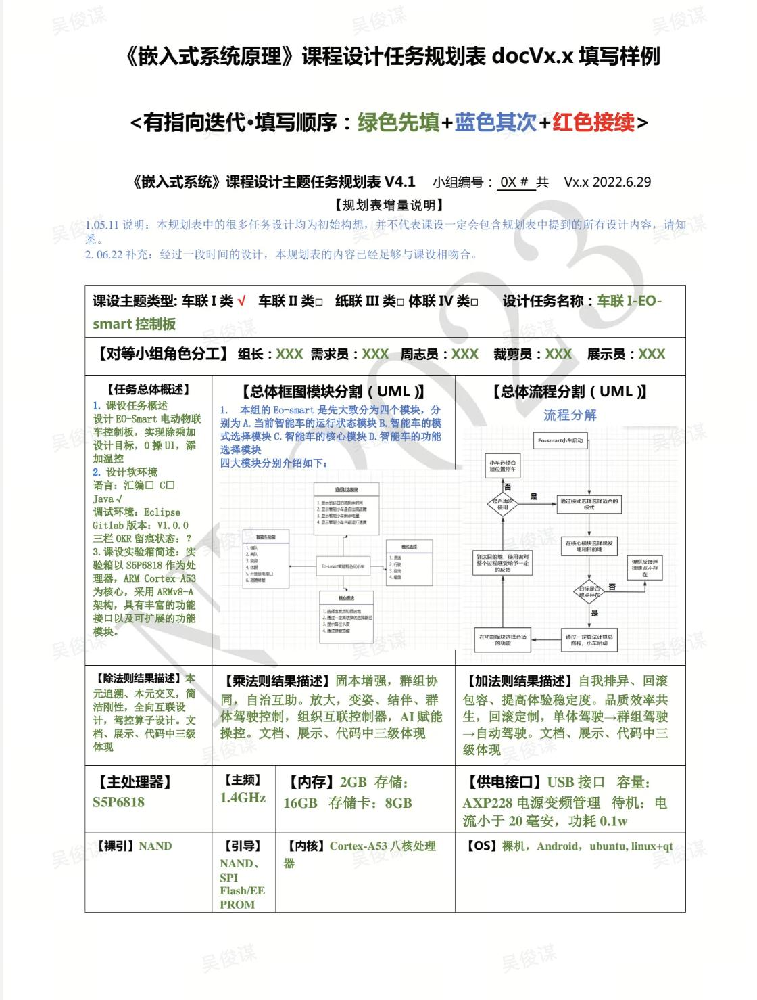 《嵌入式系统原理》课程设计任务规划表 docVx.x 填写样例
<有指向迭代•填写顺序：绿色先填+蓝色其次+红色接续>
《嵌入式系统》课程设计主题任务规划表 V4.1 小组编号：0X # 共 Vx.x 2022.6.29
【规划表增量说明】
1.05.11 说明：本规划表中的很多任务设计均为初始构想，并不代表课设一定会包含规划表中提到的所有设计内容，请知
悉。
2. 06.22 补充：经过一段时间的设计，本规划表的内容已经足够与课设相吻合。
课设主题类型: 车联 I 类 √ 车联 II 类□ 纸联 III 类□ 体联 IV 类□ 设计任务名称：车联 I-EO-
smart 控制板
【对等小组角色分工】 组长：XXX 需求员：XXX 周志员：XXX 裁剪员：XXX 展示员：XXX
【任务总体概述】
1. 课设任务概述
设计 EO-Smart 电动物联
车控制板，实现除乘加
设计目标，0 操 UI，添
加温控
2. 设计软环境
语言：汇编□ C□
Java √
调试环境：Eclipse
Gitlab 版本：V1.0.0
三栏 OKR 留痕状态：？
3.课设实验箱简述：实
验箱以 S5P6818 作为处
理器，ARM Cortex-A53
为核心，采用 ARMv8-A
架构，具有丰富的功能
接口以及可扩展的功能
模块。
【总体框图模块分割（UML）】
1. 本组的 Eo-smart 是先大致分为四个模块，分
别为 A.当前智能车的运行状态模块 B.智能车的模
式选择模块 C.智能车的核心模块 D.智能车的功能
选择模块
四大模块分别介绍如下：
运行状态模块
1. 显示到达目的地剩余时间
2. 显示智能小车是否出现故障
3. 显示智能小车剩余电量
4. 显示智能小车当前运行速度
智能车功能
1. 组队
2. 离队
3. 变姿
4. 休眠
5. 开放放电接口
6. 故障修复
Eo-smart智能特色化小车
模式选择
1. 灵活
2. 行驶
3. 自动
核心模块
1. 选择出发点和目的地
2. 通过一定算法择优选择路径
3. 显示路径长度
4. 通过弹窗提醒
【总体流程分割（UML）】
流程分解
Eo-smart小车启动
小车选择合
适位置停车
否
是否再次
使用
是
通过模式选择选择适合的
模式
在核心模块选择出发
地和目的地
到达目的地，使用者对
整个过程感受给予一定
的反馈
弹框反馈选
择地点不存
在
目标是否
地点存在
否
是
在功能模块选择合适
的功能
通过一定算法计算总
路程，小车启动
【除法则结果描述】本
元追溯、本元交叉，简
洁刚性，全向互联设
计，驾控算子设计。文
档、展示、代码中三级
体现
【乘法则结果描述】固本增强，群组协
同，自治互助。放大，变姿、结伴、群
体驾驶控制，组织互联控制器，AI 赋能
操控。文档、展示、代码中三级体现
【加法则结果描述】自我排异、回滚
包容、提高体验稳定度。品质效率共
生，回滚定制，单体驾驶→群组驾驶
→自动驾驶。文档、展示、代码中三
级体现
【主处理器】
S5P6818
【主频】
1.4GHz
【内存】2GB 存储：
16GB 存储卡：8GB
【供电接口】USB 接口 容量：
AXP228 电源变频管理 待机：电
流小于 20 毫安，功耗 0.1w
【裸引】NAND
【引导】
NAND、
SPI
Flash/EE
PROM
【内核】Cortex-A53 八核处理
器
【OS】裸机，Android，ubuntu, linux+qt
吴俊谋